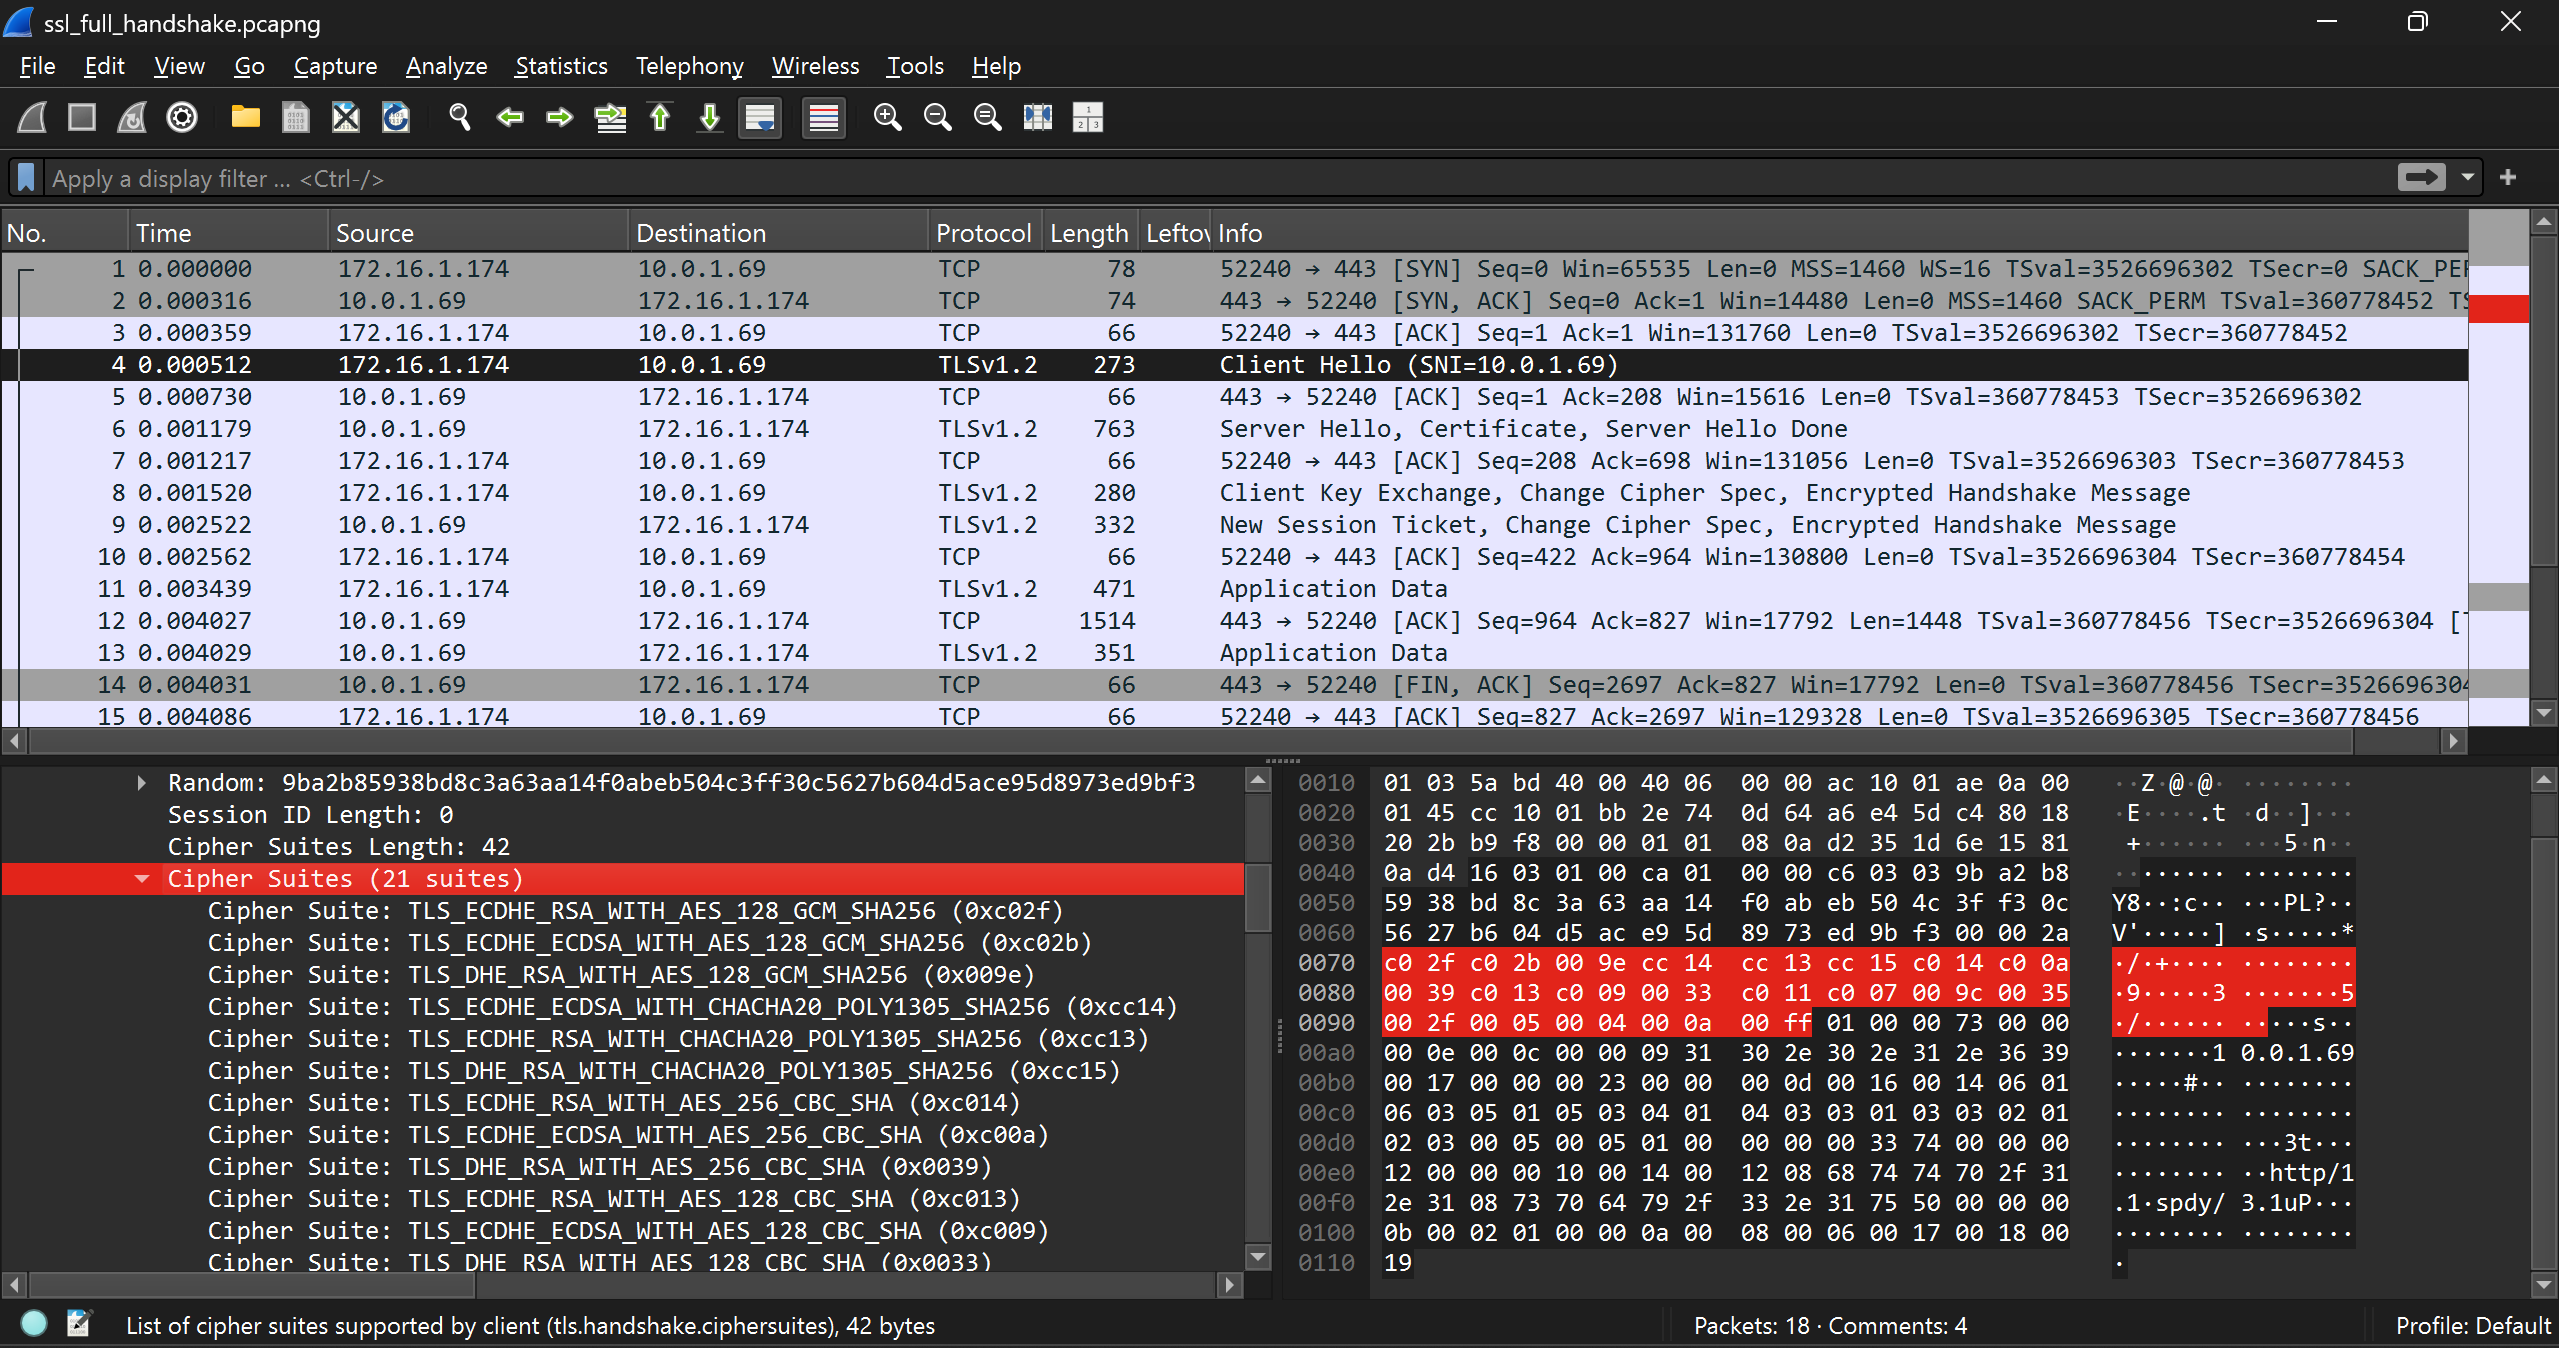 ssl_full_handshake.pcapng
File Edit View Go Capture Analyze Statistics Telephony Wireless Tools Help
Apply a display filter ... <Ctrl-/>
No. Time Source Destination Protocol Length Leftov Info
1 0.000000 172.16.1.174 10.0.1.69 TCP 78 52240 → 443 [SYN] Seq=0 Win=65535 Len=0 MSS=1460 WS=16 TSval=3526696302 TSecr=0 SACK_PER
2 0.000316 10.0.1.69 172.16.1.174 TCP 74 443 → 52240 [SYN, ACK] Seq=0 Ack=1 Win=14480 Len=0 MSS=1460 SACK_PERM TSval=360778452 TS
3 0.000359 172.16.1.174 10.0.1.69 TCP 66 52240 → 443 [ACK] Seq=1 Ack=1 Win=131760 Len=0 TSval=3526696302 TSecr=360778452
4 0.000512 172.16.1.174 10.0.1.69 TLSv1.2 273 Client Hello (SNI=10.0.1.69)
5 0.000730 10.0.1.69 172.16.1.174 TCP 66 443 → 52240 [ACK] Seq=1 Ack=208 Win=15616 Len=0 TSval=360778453 TSecr=3526696302
6 0.001179 10.0.1.69 172.16.1.174 TLSv1.2 763 Server Hello, Certificate, Server Hello Done
7 0.001217 172.16.1.174 10.0.1.69 TCP 66 52240 → 443 [ACK] Seq=208 Ack=698 Win=131056 Len=0 TSval=3526696303 TSecr=360778453
8 0.001520 172.16.1.174 10.0.1.69 TLSv1.2 280 Client Key Exchange, Change Cipher Spec, Encrypted Handshake Message
9 0.002522 10.0.1.69 172.16.1.174 TLSv1.2 332 New Session Ticket, Change Cipher Spec, Encrypted Handshake Message
10 0.002562 172.16.1.174 10.0.1.69 TCP 66 52240 → 443 [ACK] Seq=422 Ack=964 Win=130800 Len=0 TSval=3526696304 TSecr=360778454
11 0.003439 172.16.1.174 10.0.1.69 TLSv1.2 471 Application Data
12 0.004027 10.0.1.69 172.16.1.174 TCP 1514 443 → 52240 [ACK] Seq=964 Ack=827 Win=17792 Len=1448 TSval=360778456 TSecr=3526696304 [
13 0.004029 10.0.1.69 172.16.1.174 TLSv1.2 351 Application Data
14 0.004031 10.0.1.69 172.16.1.174 TCP 66 443 → 52240 [FIN, ACK] Seq=2697 Ack=827 Win=17792 Len=0 TSval=360778456 TSecr=3526696304
15 0.004086 172.16.1.174 10.0.1.69 TCP 66 52240 → 443 [ACK] Seq=827 Ack=2697 Win=129328 Len=0 TSval=3526696305 TSecr=360778456
Random: 9ba2b85938bd8c3a63aa14f0abeb504c3ff30c5627b604d5ace95d8973ed9bf3
Session ID Length: 0
Cipher Suites Length: 42
Cipher Suites (21 suites)
Cipher Suite: TLS_ECDHE_RSA_WITH_AES_128_GCM_SHA256 (0xc02f)
Cipher Suite: TLS_ECDHE_ECDSA_WITH_AES_128_GCM_SHA256 (0xc02b)
Cipher Suite: TLS_DHE_RSA_WITH_AES_128_GCM_SHA256 (0x009e)
Cipher Suite: TLS_ECDHE_ECDSA_WITH_CHACHA20_POLY1305_SHA256 (0xcc14)
Cipher Suite: TLS_ECDHE_RSA_WITH_CHACHA20_POLY1305_SHA256 (0xcc13)
Cipher Suite: TLS_DHE_RSA_WITH_CHACHA20_POLY1305_SHA256 (0xcc15)
Cipher Suite: TLS_ECDHE_RSA_WITH_AES_256_CBC_SHA (0xc014)
Cipher Suite: TLS_ECDHE_ECDSA_WITH_AES_256_CBC_SHA (0xc00a)
Cipher Suite: TLS_DHE_RSA_WITH_AES_256_CBC_SHA (0x0039)
Cipher Suite: TLS_ECDHE_RSA_WITH_AES_128_CBC_SHA (0xc013)
Cipher Suite: TLS_ECDHE_ECDSA_WITH_AES_128_CBC_SHA (0xc009)
Cipher Suite: TLS_DHE_RSA_WITH_AES_128_CBC_SHA (0x0033)
0010 01 03 5a bd 40 00 40 06 00 00 ac 10 01 ae 0a 00 ··Z·@·@· ········
0020 01 45 cc 10 01 bb 2e 74 0d 64 a6 e4 5d c4 80 18 ·E····.t ·d··]···
0030 20 2b b9 f8 00 00 01 01 08 0a d2 35 1d 6e 15 81 +······ ···5·n··
0040 0a d4 16 03 01 00 ca 01 00 00 c6 03 03 9b a2 b8 ········ ········
0050 59 38 bd 8c 3a 63 aa 14 f0 ab eb 50 4c 3f f3 0c Y8··:c·· ···PL?··
0060 56 27 b6 04 d5 ac e9 5d 89 73 ed 9b f3 00 00 2a V'·····] ·s·····*
0070 c0 2f c0 2b 00 9e cc 14 cc 13 cc 15 c0 14 c0 0a ·/·+···· ········
0080 00 39 c0 13 c0 09 00 33 c0 11 c0 07 00 9c 00 35 ·9·····3 ·······5
0090 00 2f 00 05 00 04 00 0a 00 ff 01 00 00 73 00 00 ·/······ ·····s··
00a0 00 0e 00 0c 00 00 09 31 30 2e 30 2e 31 2e 36 39 ·······1 0.0.1.69
00b0 00 17 00 00 00 23 00 00 00 0d 00 16 00 14 06 01 ·····#·· ········
00c0 06 03 05 01 05 03 04 01 04 03 03 01 03 03 02 01 ········ ········
00d0 02 03 00 05 00 05 01 00 00 00 00 33 74 00 00 00 ········ ···3t···
00e0 12 00 00 00 10 00 14 00 12 08 68 74 74 70 2f 31 ········ ··http/1
00f0 2e 31 08 73 70 64 79 2f 33 2e 31 75 50 00 00 00 .1·spdy/ 3.1uP···
0100 0b 00 02 01 00 00 0a 00 08 00 06 00 17 00 18 00 ········ ········
0110 19 ·
List of cipher suites supported by client (tls.handshake.ciphersuites), 42 bytes Packets: 18 · Comments: 4 Profile: Default